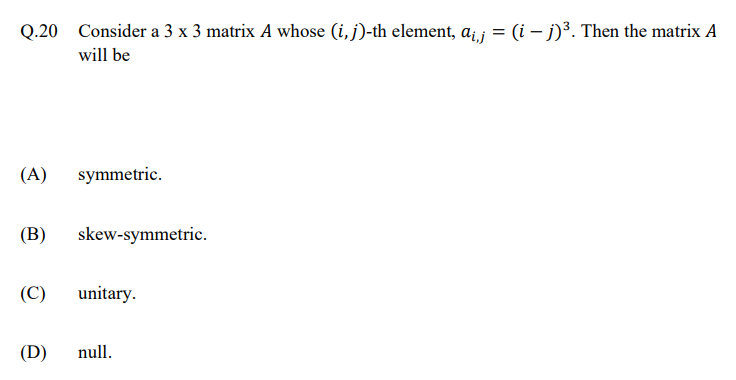 Q.20 Consider a 3 x 3 matrix A whose (i, j)-th element, aᵢ,ⱼ = (i − j)³. Then the matrix A
will be
(A) symmetric.
(B) skew-symmetric.
(C) unitary.
(D) null.